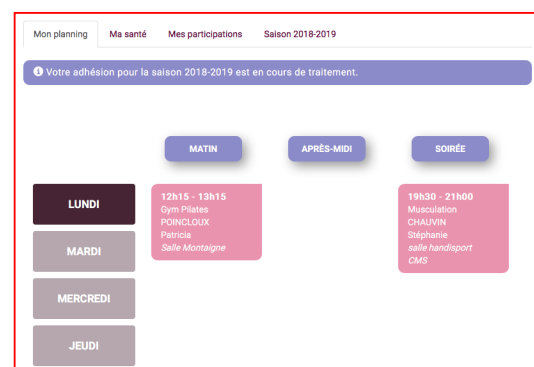 Mon planning Ma santé Mes participations Saison 2018-2019
Votre adhésion pour la saison 2018-2019 est en cours de traitement.
MATIN APRÈS-MIDI SOIRÉE
LUNDI
12h15 - 13h15
Gym Pilates
POINCLOUX
Patricia
Salle Montaigne
19h30 - 21h00
Musculation
CHAUVIN
Stéphanie
salle handisport
CMS
MARDI
MERCREDI
JEUDI